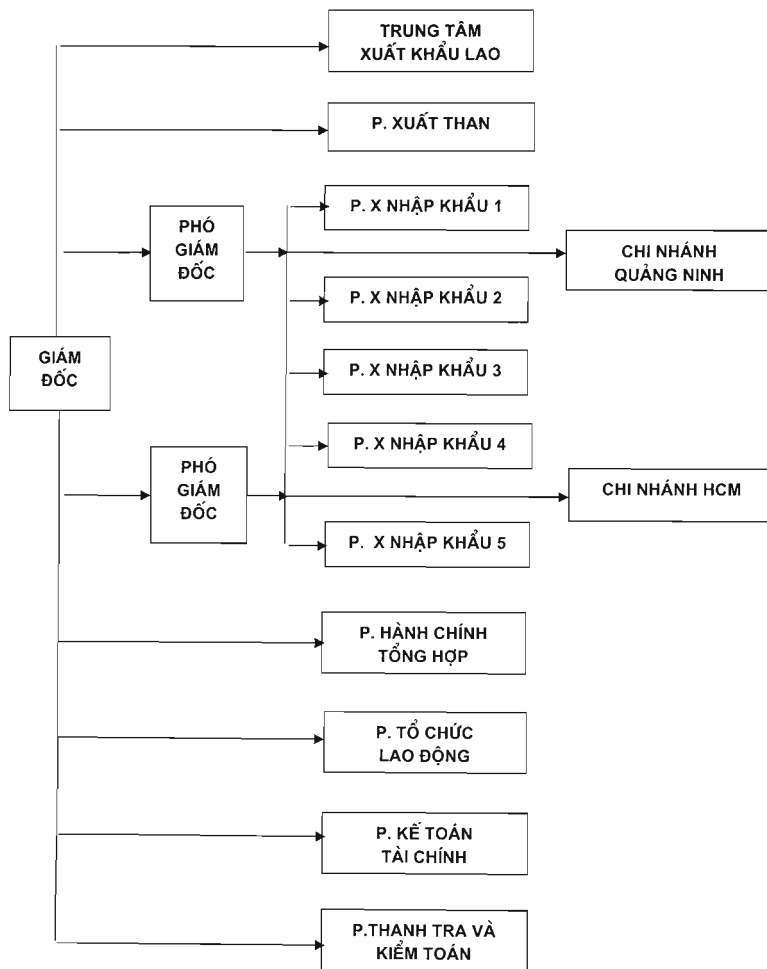 TRUNG TÂM
XUẤT KHẨU LAO
P. XUẤT THAN
P. X NHẬP KHẨU 1
PHÓ
GIÁM
ĐỐC
CHI NHÁNH
QUẢNG NINH
P. X NHẬP KHẨU 2
GIÁM
ĐỐC
P. X NHẬP KHẨU 3
P. X NHẬP KHẨU 4
PHÓ
GIÁM
ĐỐC
CHI NHÁNH HCM
P. X NHẬP KHẨU 5
P. HÀNH CHÍNH
TỔNG HỢP
P. TỔ CHỨC
LAO ĐỘNG
P. KẾ TOÁN
TÀI CHÍNH
P.THANH TRA VÀ
KIỂM TOÁN